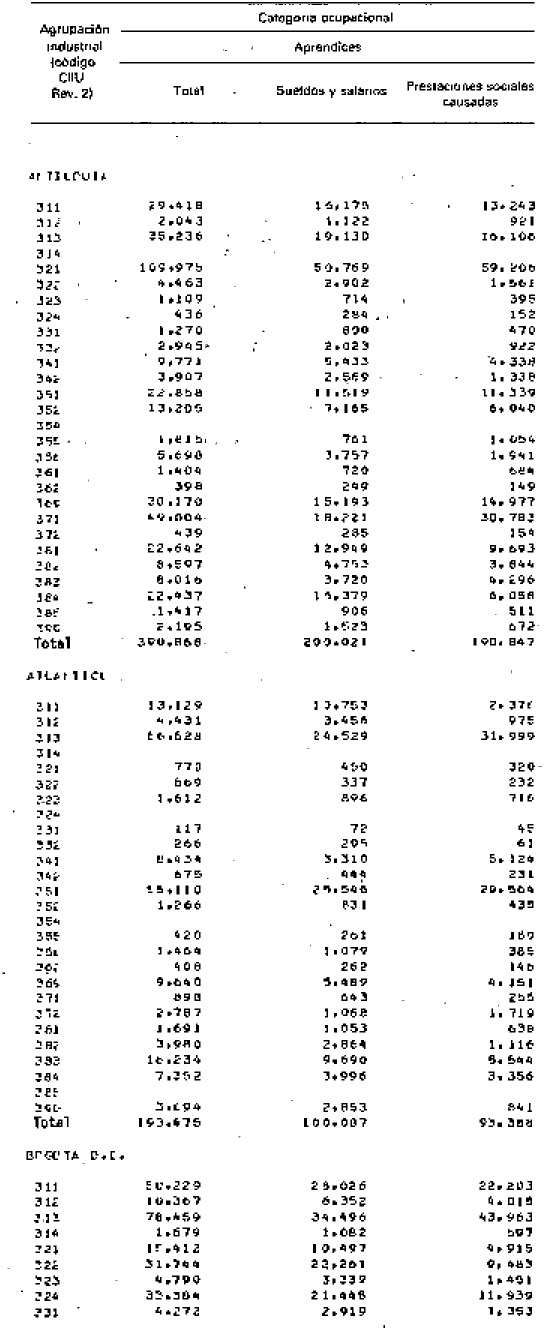 Categoria ocupacional
Agrupación industrial (código CIIU Rev. 2)
Aprendices
Total Sueldos y salarios Prestaciones sociales causadas
311 29.418 16.175 13.243
312 2.043 1.122 921
313 35.236 19.130 16.106
314
321 109.975 50.769 59.206
322 4.463 2.902 1.561
323 1.109 714 395
324 436 284 152
331 1.270 800 470
332 2.945 2.023 922
341 9.771 5.433 4.338
342 3.907 2.569 1.338
351 22.858 11.519 11.339
352 13.205 7.165 6.040
354
355 1.815 761 1.054
356 5.698 3.757 1.941
361 1.404 720 684
362 398 249 149
369 30.170 15.193 14.977
371 49.004 18.221 30.783
372 439 285 154
381 22.642 12.949 9.693
382 8.597 4.753 3.844
383 8.016 3.720 4.296
384 22.437 16.379 6.058
385 1.417 906 511
390 2.195 1.523 672
Total 390.868 200.021 190.847
ATLANTICO
311 13.753 2.376
312 4.431 3.456 975
313 24.529 31.999
314
321 770 450 320
322 569 337 232
323 1.612 896 716
324
331 117 72 45
332 266 205 61
341 8.434 3.310 5.124
342 675 444 231
351 25.546 29.564
352 1.266 831 435
354
355 420 261 159
356 1.464 1.079 385
362 408 262 146
369 9.640 5.489 4.151
371 898 643 255
372 2.787 1.068 1.719
381 1.691 1.053 638
382 3.980 2.864 1.116
383 9.690 6.544
384 7.352 3.996 3.356
385
390 3.694 2.853 841
Total 193.475 100.087 93.388
BOGOTA D.E.
311 50.229 28.026 22.203
312 10.367 6.352 4.015
313 78.459 34.496 43.963
314 1.679 1.082 597
321 15.412 10.497 4.915
322 31.744 22.261 9.483
323 4.790 3.339 1.451
324 21.448 11.939
331 4.272 2.919 1.353